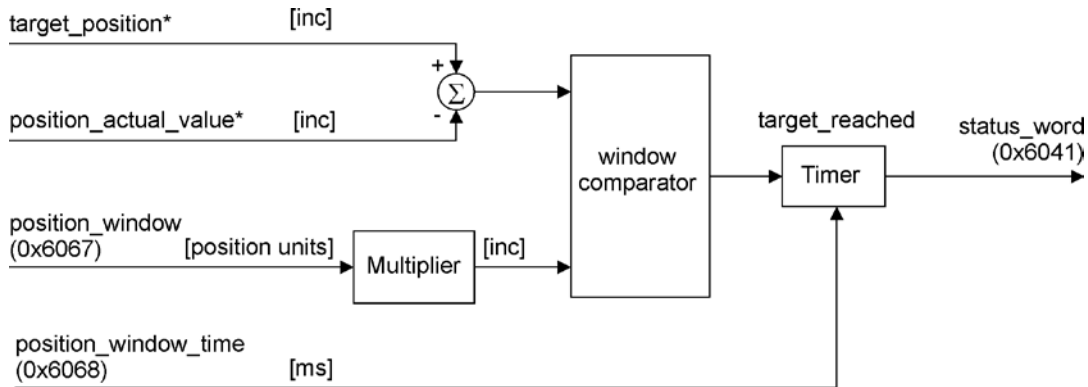 target_position* [inc]
+
Σ
-
position_actual_value* [inc]
window
comparator
target_reached
Timer
status_word
(0x6041)
position_window
(0x6067) [position units]
Multiplier
[inc]
position_window_time
(0x6068) [ms]